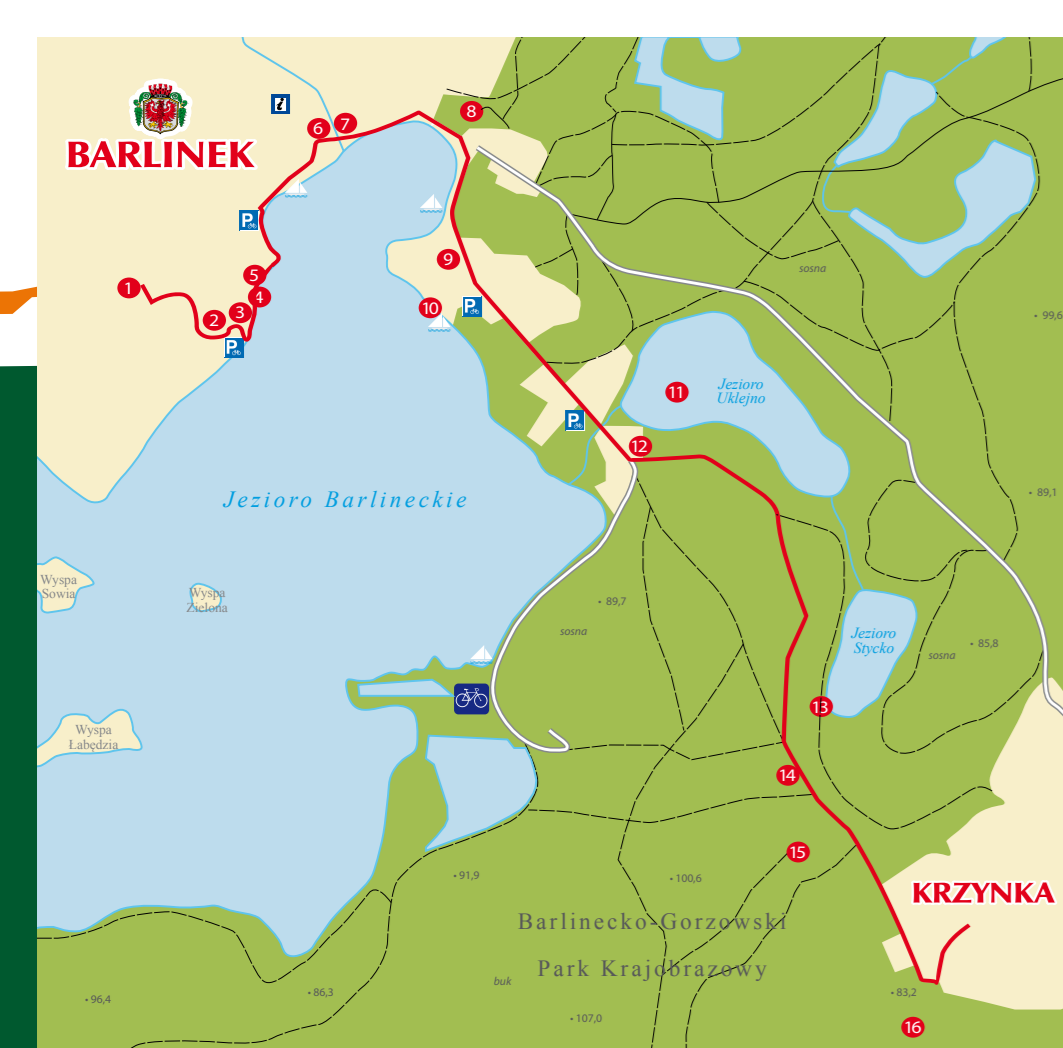 i
8
6
7
BARLINEK
P
9
sosna
5
1
4
10
P
3
2
99,6
P
Jezioro
Uklejno
11
P
12
Jezioro Barlineckie
89,1
Wyspa
Sowia
Wyspa
Zielona
89,7
sosna
Jezioro
Stycko
85,8
sosna
13
Wyspa
Łabędzia
14
15
91,9
100,6
KRZYNKA
Barlinecko-Gorzowski
Park Krajobrazowy
buk
96,4
86,3
83,2
107,0
16